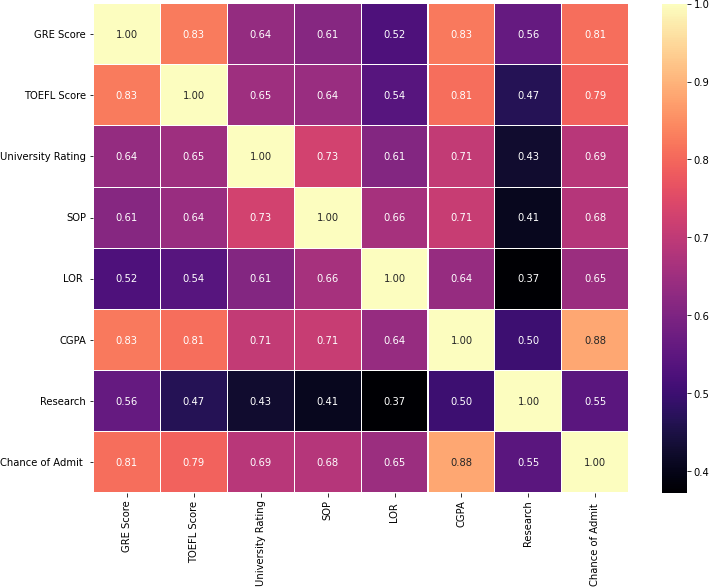 GRE Score 1.00 0.83 0.64 0.61 0.52 0.83 0.56 0.81
TOEFL Score 0.83 1.00 0.65 0.64 0.54 0.81 0.47 0.79
University Rating 0.64 0.65 1.00 0.73 0.61 0.71 0.43 0.69
SOP 0.61 0.64 0.73 1.00 0.66 0.71 0.41 0.68
LOR 0.52 0.54 0.61 0.66 1.00 0.64 0.37 0.65
CGPA 0.83 0.81 0.71 0.71 0.64 1.00 0.50 0.88
Research 0.56 0.47 0.43 0.41 0.37 0.50 1.00 0.55
Chance of Admit 0.81 0.79 0.69 0.68 0.65 0.88 0.55 1.00
GRE Score
TOEFL Score
University Rating
SOP
LOR
CGPA
Research
Chance of Admit
1.0
0.9
0.8
0.7
0.6
0.5
0.4